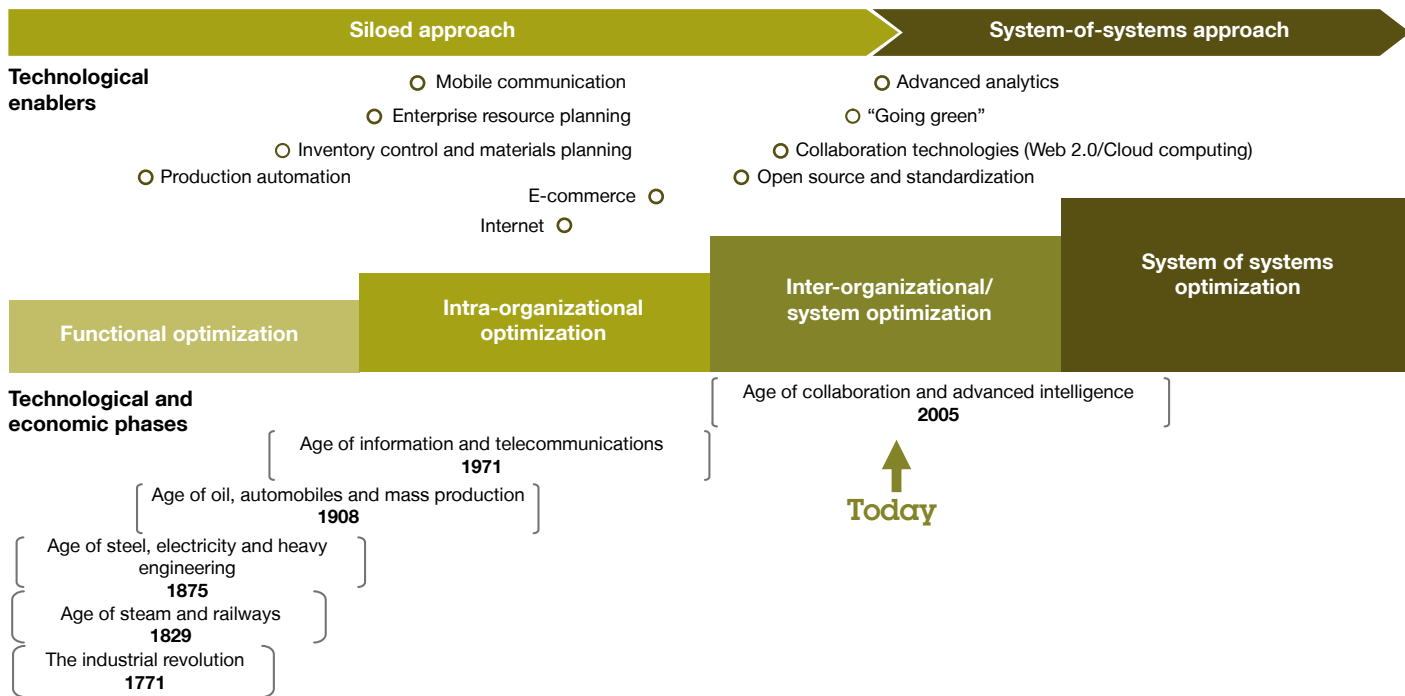 Siloed approach
System-of-systems approach
Technological
enablers
Mobile communication
Advanced analytics
Enterprise resource planning
“Going green”
Inventory control and materials planning
Collaboration technologies (Web 2.0/Cloud computing)
Production automation
Open source and standardization
E-commerce
Internet
Functional optimization
Intra-organizational
optimization
Inter-organizational/
system optimization
System of systems
optimization
Technological and
economic phases
Age of collaboration and advanced intelligence
2005
Age of information and telecommunications
1971
Age of oil, automobiles and mass production
1908
Today
Age of steel, electricity and heavy
engineering
1875
Age of steam and railways
1829
The industrial revolution
1771